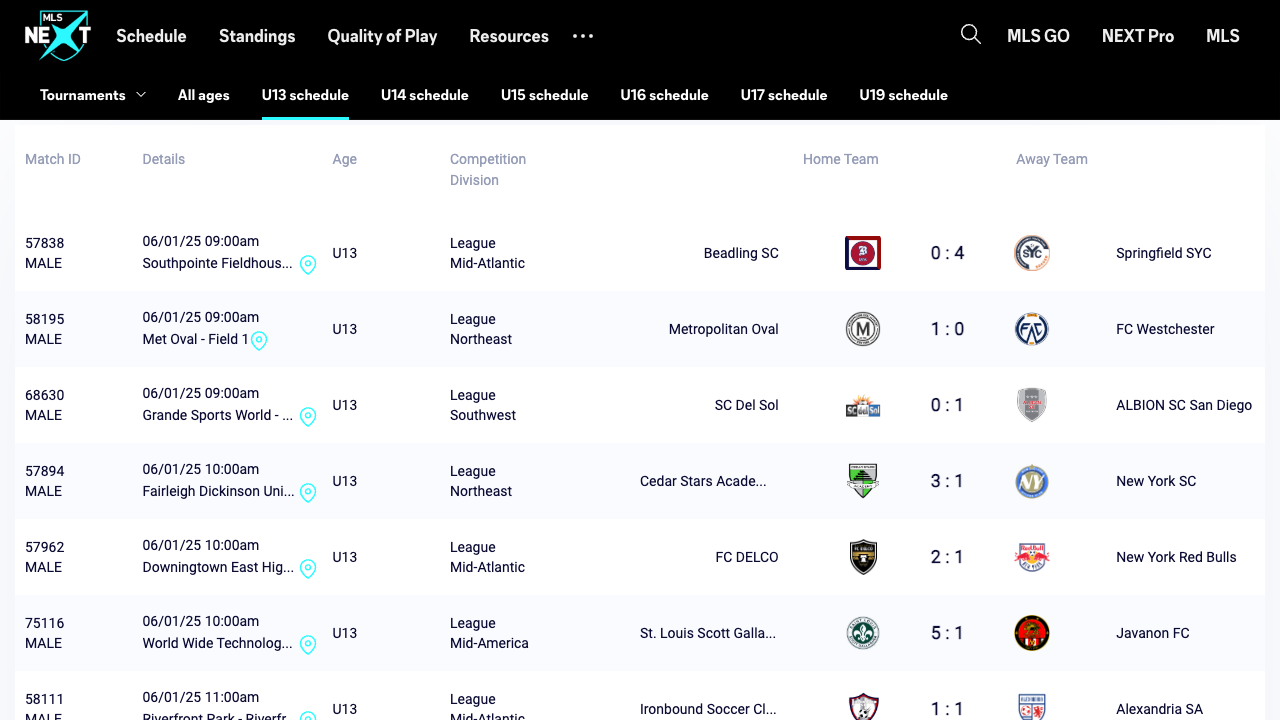 MLS
NEXT
Schedule Standings Quality of Play Resources ••• MLS GO NEXT Pro MLS
Tournaments All ages U13 schedule U14 schedule U15 schedule U16 schedule U17 schedule U19 schedule
Match ID Details Age Competition Division Home Team Away Team
57838 MALE 06/01/25 09:00am Southpointe Fieldhous... U13 League Mid-Atlantic Beadling SC 0 : 4 SYC Springfield SYC
58195 MALE 06/01/25 09:00am Met Oval - Field 1 U13 League Northeast Metropolitan Oval M 1 : 0 FC Westchester
68630 MALE 06/01/25 09:00am Grande Sports World - ... U13 League Southwest SC Del Sol SC del Sol 0 : 1 ALBION SC San Diego
57894 MALE 06/01/25 10:00am Fairleigh Dickinson Uni... U13 League Northeast Cedar Stars Acade... 3 : 1 NY New York SC
57962 MALE 06/01/25 10:00am Downingtown East Hig... U13 League Mid-Atlantic FC DELCO 2 : 1 Red Bull New York Red Bulls
75116 MALE 06/01/25 10:00am World Wide Technolog... U13 League Mid-America St. Louis Scott Galla... 5 : 1 Javanon FC
58111 MALE 06/01/25 11:00am Riverfront Park - Riverfr... U13 League Mid-Atlantic Ironbound Soccer Cl... 1 : 1 Alexandria SA